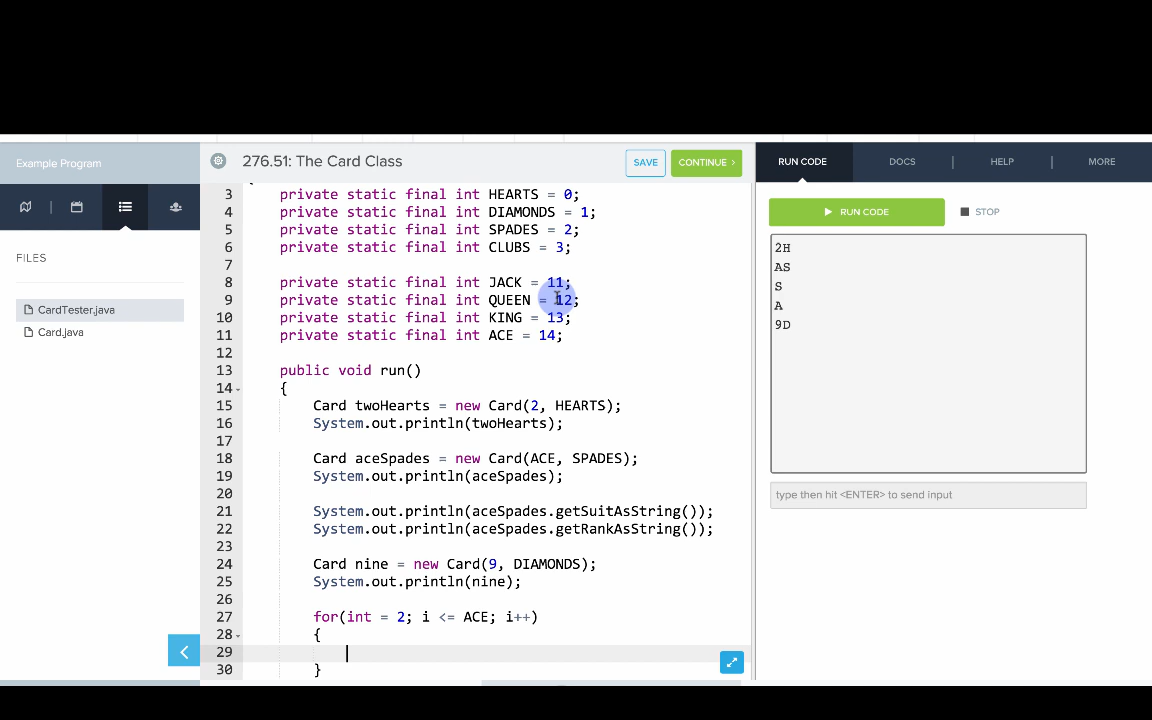 Example Program
276.51: The Card Class
SAVE
CONTINUE ›
RUN CODE
DOCS
HELP
MORE
FILES
CardTester.java
Card.java
3 private static final int HEARTS = 0;
4 private static final int DIAMONDS = 1;
5 private static final int SPADES = 2;
6 private static final int CLUBS = 3;
7
8 private static final int JACK = 11;
9 private static final int QUEEN = 12;
10 private static final int KING = 13;
11 private static final int ACE = 14;
12
13 public void run()
14 {
15 Card twoHearts = new Card(2, HEARTS);
16 System.out.println(twoHearts);
17
18 Card aceSpades = new Card(ACE, SPADES);
19 System.out.println(aceSpades);
20
21 System.out.println(aceSpades.getSuitAsString());
22 System.out.println(aceSpades.getRankAsString());
23
24 Card nine = new Card(9, DIAMONDS);
25 System.out.println(nine);
26
27 for(int = 2; i <= ACE; i++)
28 {
29
30 }
RUN CODE
STOP
2H
AS
S
A
9D
type then hit <ENTER> to send input